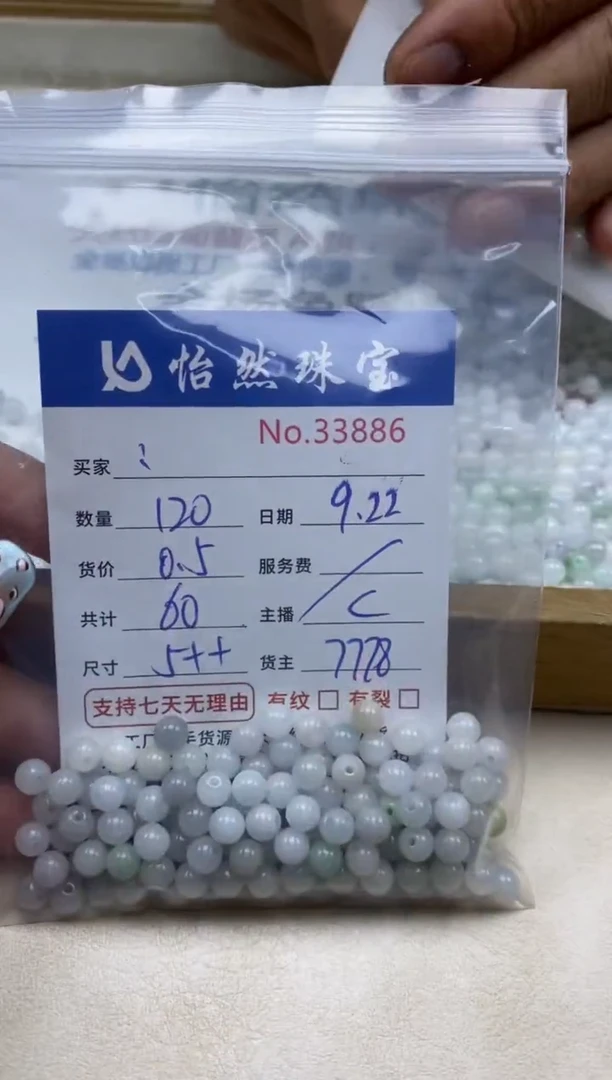 怡然珠宝
No.33886
买家
数量 120 日期 9.22
货价 0.5 服务费 /
共计 60 主播 C
尺寸 5++ 货主 7778
支持七天无理由 有纹 □ 有裂 □